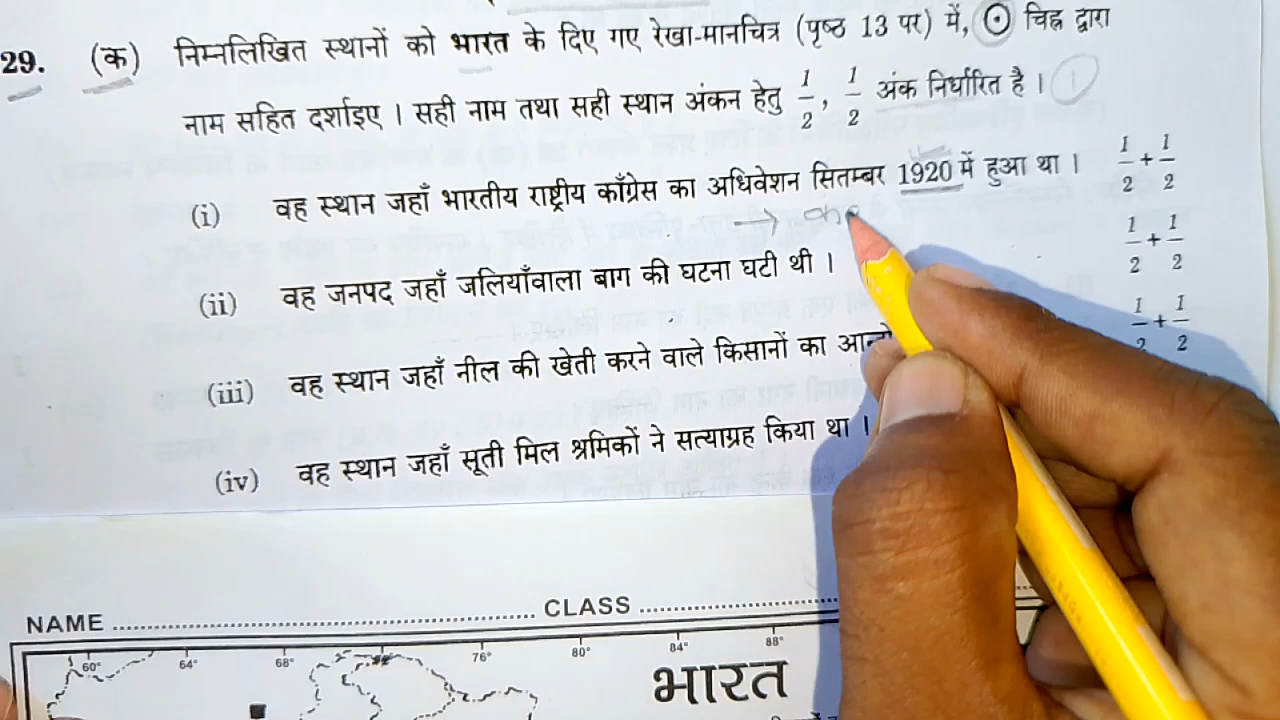 29. (क) निम्नलिखित स्थानों को भारत के दिए गए रेखा-मानचित्र (पृष्ठ 13 पर) में, ⊙ चिह्न द्वारा
नाम सहित दर्शाइए । सही नाम तथा सही स्थान अंकन हेतु 1/2, 1/2 अंक निर्धारित है ।
(i) वह स्थान जहाँ भारतीय राष्ट्रीय काँग्रेस का अधिवेशन सितम्बर 1920 में हुआ था । 1/2 + 1/2
(ii) वह जनपद जहाँ जलियाँवाला बाग की घटना घटी थी । 1/2 + 1/2
(iii) वह स्थान जहाँ नील की खेती करने वाले किसानों का 1/2 + 1/2
(iv) वह स्थान जहाँ सूती मिल श्रमिकों ने सत्याग्रह किया था ।
NAME ........ CLASS ........
60° 64° 68° 76° 80° 84° 88°
भारत